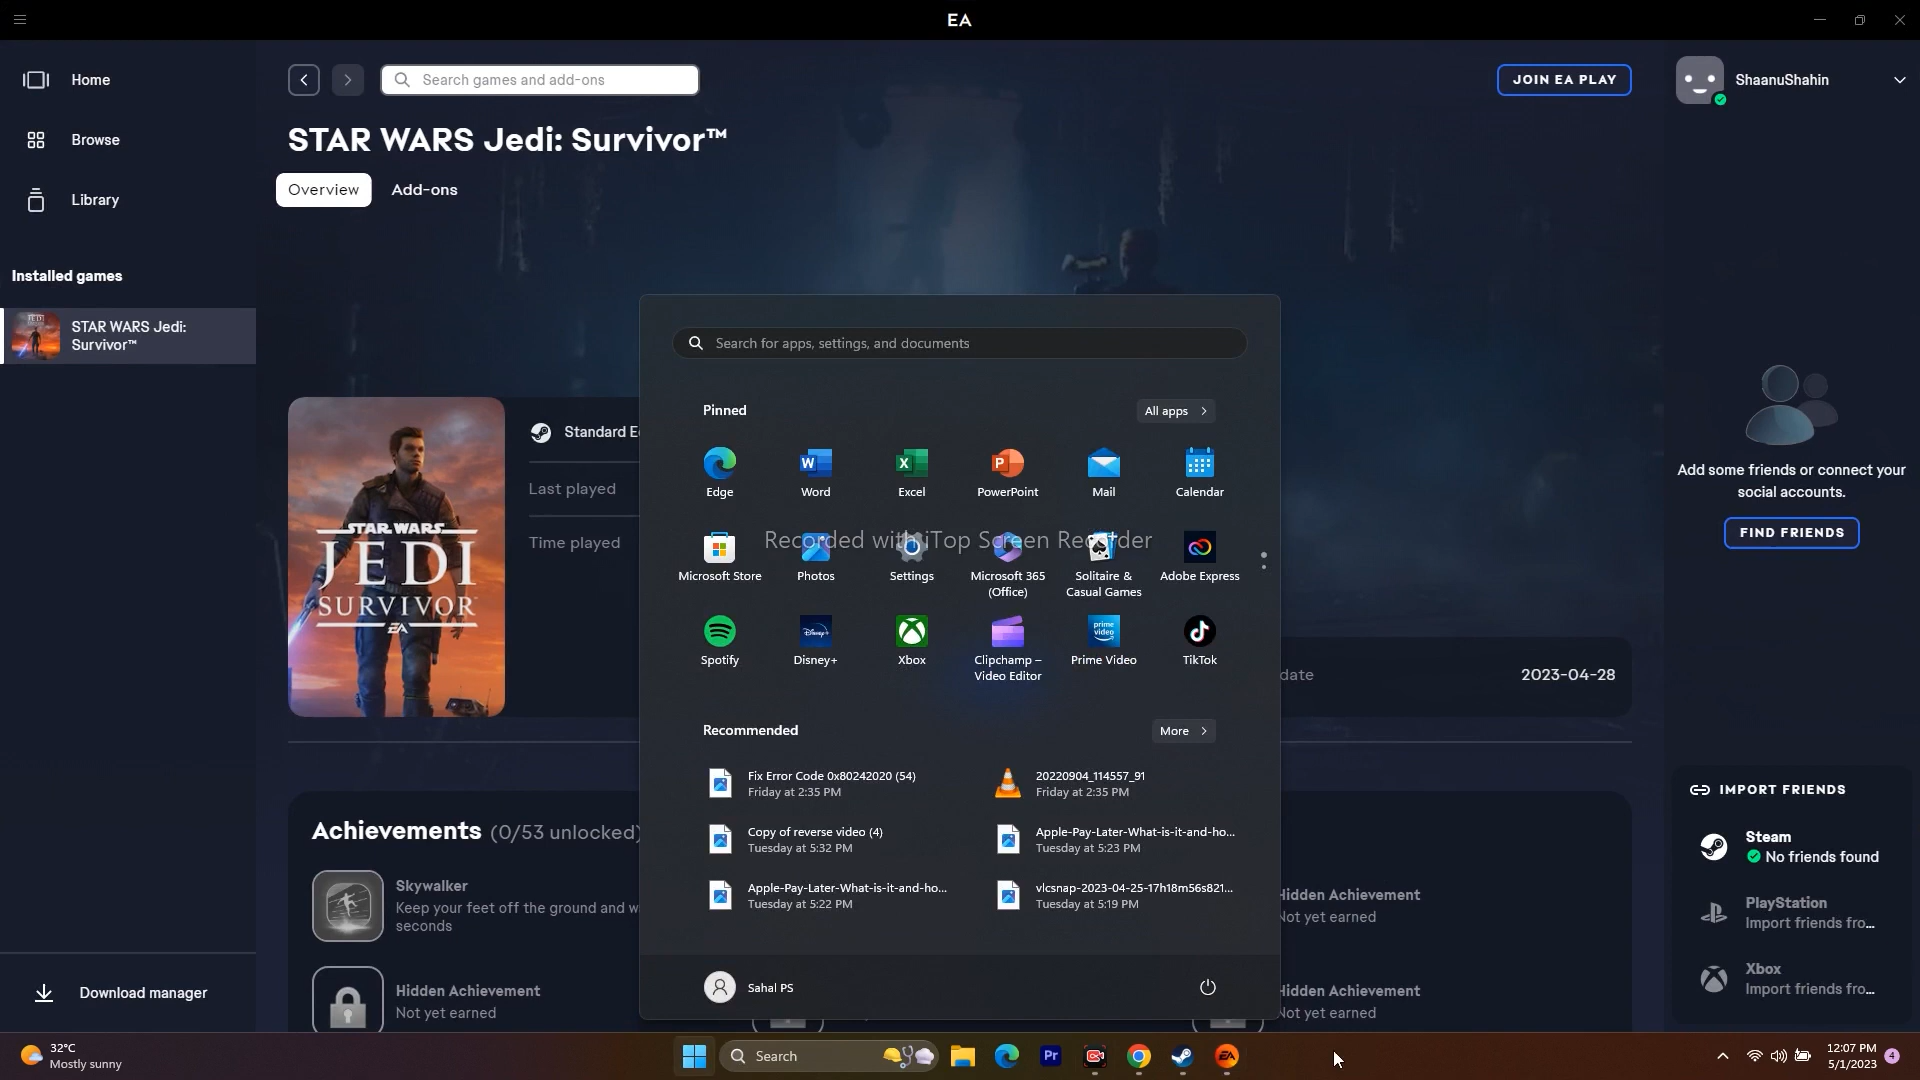 EA
Home
Browse
Library
Installed games
STAR WARS Jedi:
Survivor™
Download manager
Search games and add-ons
JOIN EA PLAY
ShaanuShahin
STAR WARS Jedi: Survivor™
Overview
Add-ons
STAR WARS
JEDI
SURVIVOR
EA
Standard E
Last played
Time played
date
2023-04-28
Achievements (0/53 unlocked)
Skywalker
Keep your feet off the ground and w
seconds
Hidden Achievement
Not yet earned
Hidden Achievement
Not yet earned
Hidden Achievement
Not yet earned
Search for apps, settings, and documents
Pinned
All apps
Edge
Word
Excel
PowerPoint
Mail
Calendar
Recorded with iTop Screen Recorder
Microsoft Store
Photos
Settings
Microsoft 365
(Office)
Solitaire &
Casual Games
Adobe Express
Disney+
prime
video
Spotify
Disney+
Xbox
Clipchamp –
Video Editor
Prime Video
TikTok
Recommended
More
Fix Error Code 0x80242020 (54)
Friday at 2:35 PM
20220904_114557_91
Friday at 2:35 PM
Copy of reverse video (4)
Tuesday at 5:32 PM
Apple-Pay-Later-What-is-it-and-ho...
Tuesday at 5:23 PM
Apple-Pay-Later-What-is-it-and-ho...
Tuesday at 5:22 PM
vlcsnap-2023-04-25-17h18m56s821...
Tuesday at 5:19 PM
Sahal PS
Add some friends or connect your
social accounts.
FIND FRIENDS
IMPORT FRIENDS
Steam
No friends found
PlayStation
Import friends fro...
Xbox
Import friends fro...
32°C
Mostly sunny
Search
Pr
EA
12:07 PM
5/1/2023
4